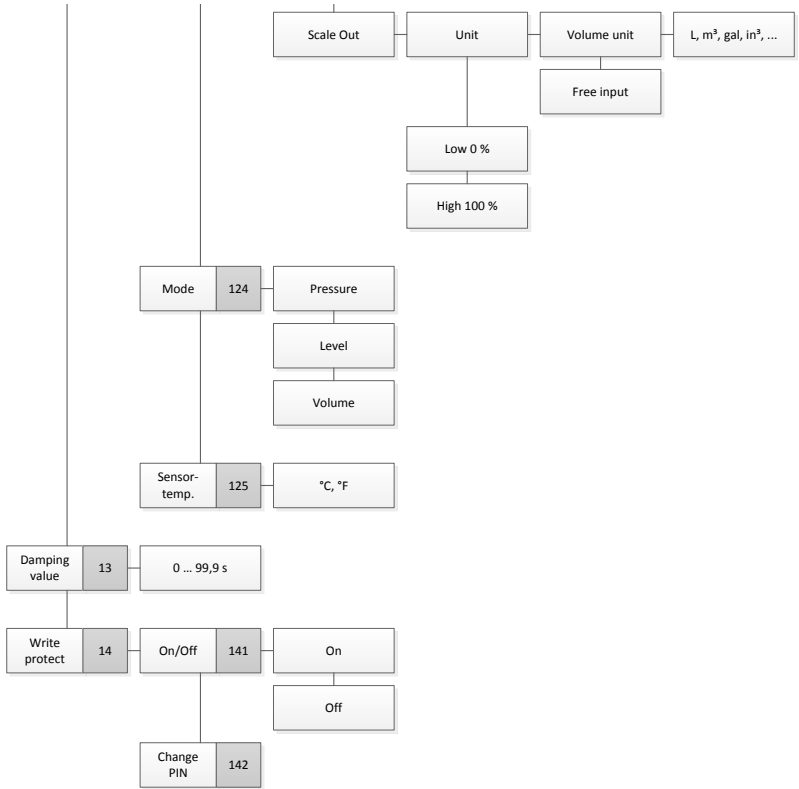 Scale Out
Unit
Volume unit
L, m³, gal, in³, ...
Free input
Low 0 %
High 100 %
Mode
124
Pressure
Level
Volume
Sensor-
temp.
125
°C, °F
Damping
value
13
0 ... 99,9 s
Write
protect
14
On/Off
141
On
Off
Change
PIN
142